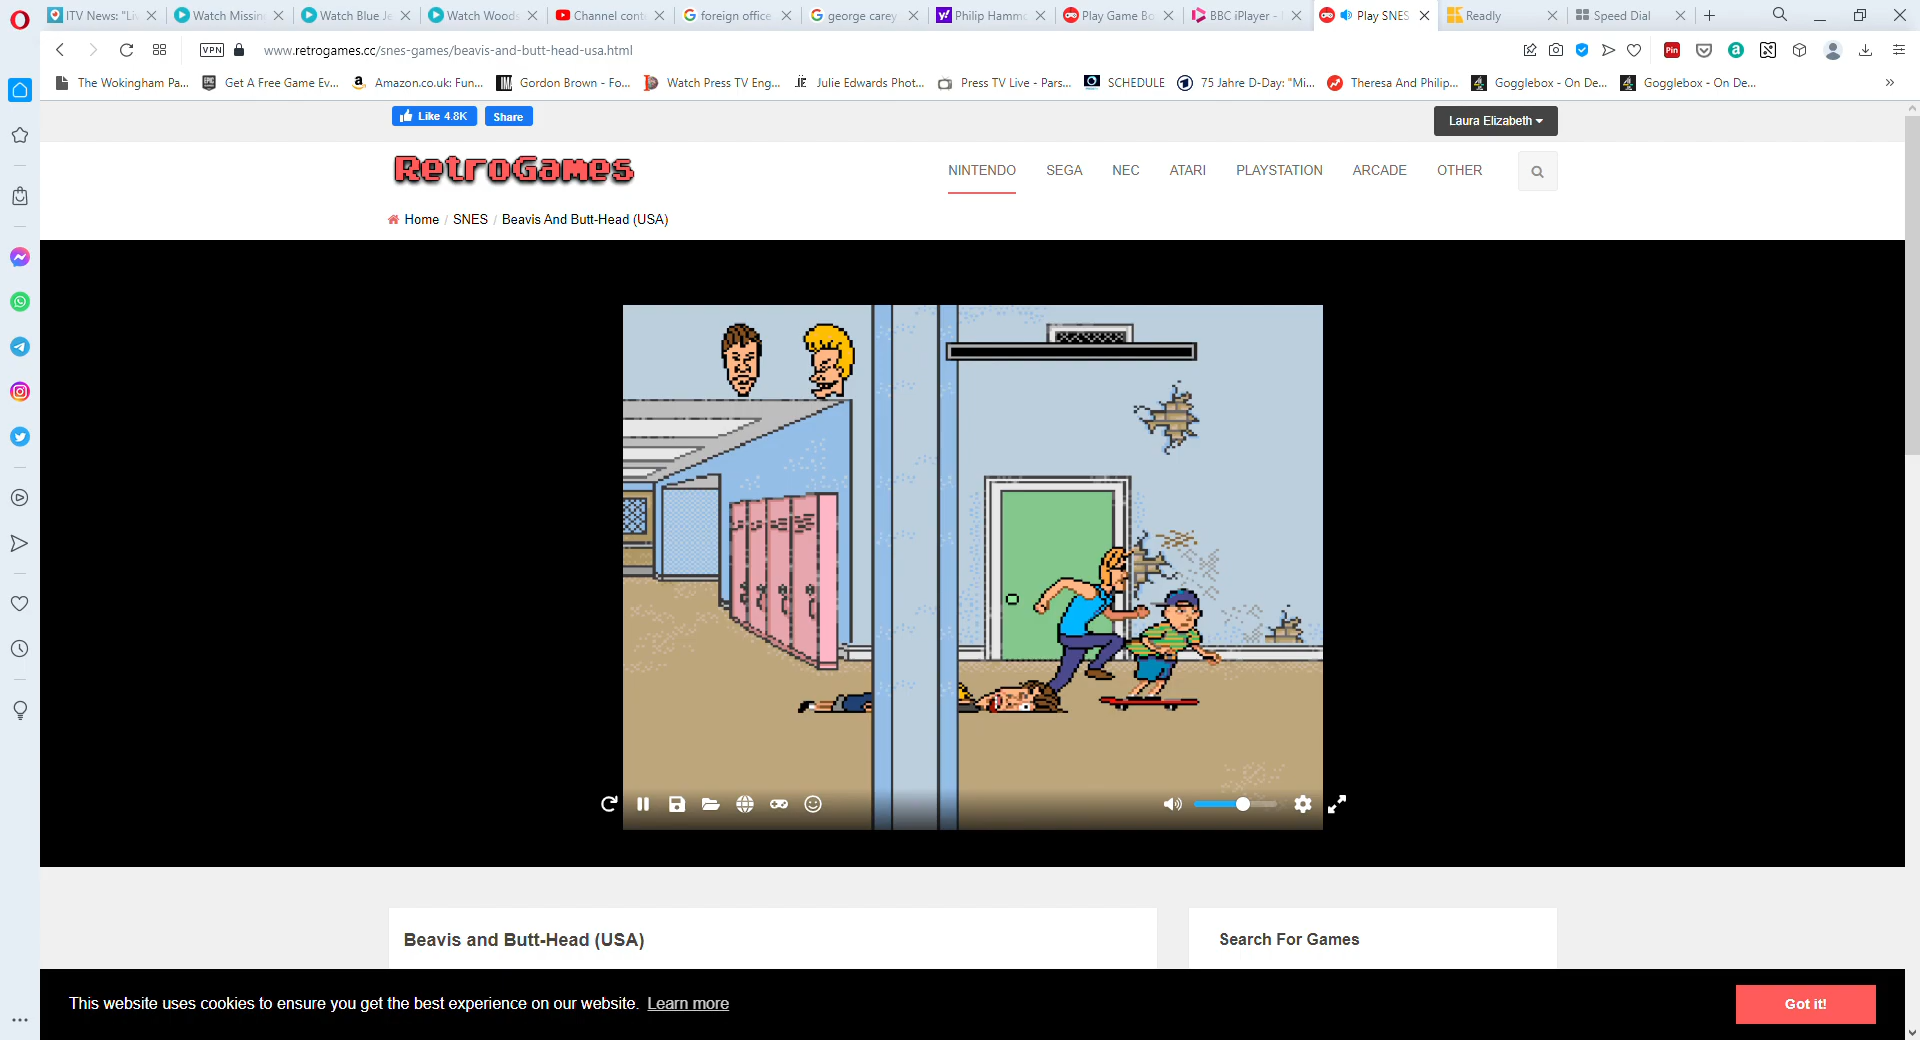 ITV News: "Li
Watch Missin
Watch Blue Je
Watch Woods
Channel cont
foreign office
george carey
Philip Hammo
Play Game Bo
BBC iPlayer -
Play SNES
Readly
Speed Dial
VPN
www.retrogames.cc/snes-games/beavis-and-butt-head-usa.html
Pin
The Wokingham Pa...
Get A Free Game Ev...
Amazon.co.uk: Fun...
Gordon Brown - Fo...
Watch Press TV Eng...
Julie Edwards Phot...
Press TV Live - Pars...
SCHEDULE
75 Jahre D-Day: "Mi...
Theresa And Philip...
Gogglebox - On De...
Gogglebox - On De...
Like 4.8K
Share
Laura Elizabeth
RetroGames
NINTENDO
SEGA
NEC
ATARI
PLAYSTATION
ARCADE
OTHER
Home / SNES / Beavis And Butt-Head (USA)
Beavis and Butt-Head (USA)
Search For Games
This website uses cookies to ensure you get the best experience on our website. Learn more
Got it!